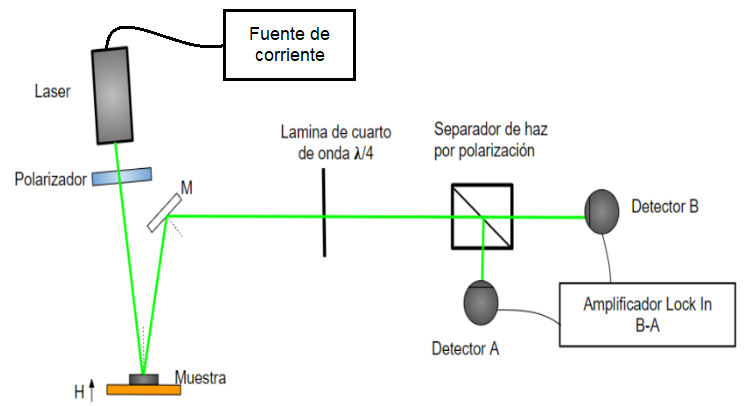 Fuente de
corriente
Laser
Lamina de cuarto
de onda λ/4
Separador de haz
por polarización
Polarizador
M
Detector B
Amplificador Lock In
B-A
Detector A
Muestra
H